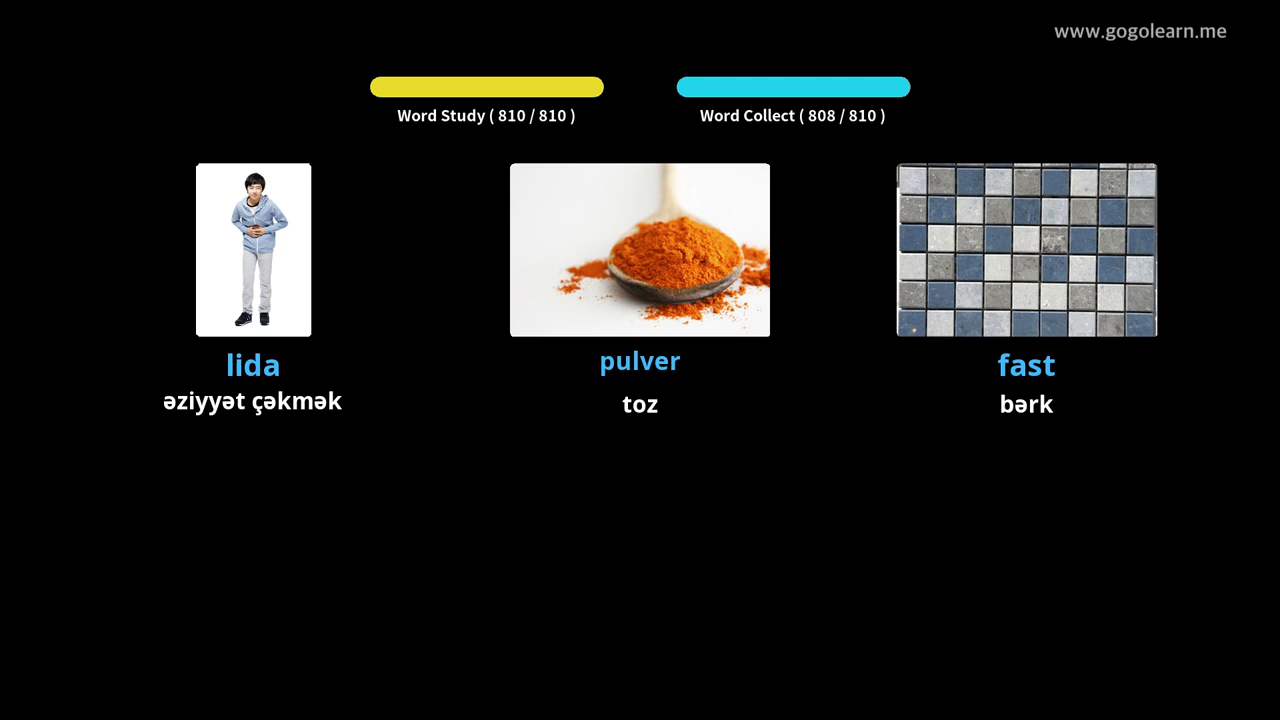 www.gogolearn.me
Word Study ( 810 / 810 )
Word Collect ( 808 / 810 )
lida
əziyyət çəkmək
pulver
toz
fast
bərk